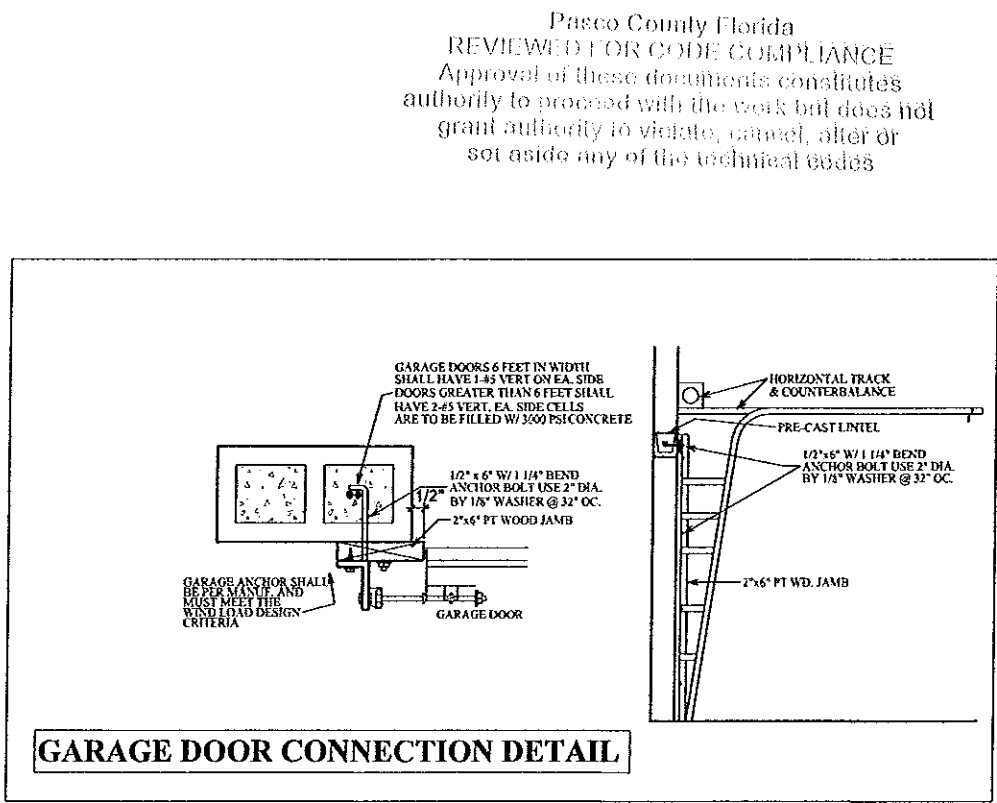 Pasco County Florida
REVIEWED FOR CODE COMPLIANCE
Approval of these documents constitutes
authority to proceed with the work but does not
grant authority to violate, cancel, alter or
set aside any of the technical codes
GARAGE DOORS 6 FEET IN WIDTH
SHALL HAVE 1-#5 VERT ON EA. SIDE
DOORS GREATER THAN 6 FEET SHALL
HAVE 2-#5 VERT. EA. SIDE CELLS
ARE TO BE FILLED W/ 3000 PSI CONCRETE
1/2" x 6" W/ 1 1/4" BEND
ANCHOR BOLT USE 2" DIA.
BY 1/8" WASHER @ 32" OC.
1/2"
2"x6" PT WOOD JAMB
GARAGE ANCHOR SHALL
BE PER MANUF. AND
MUST MEET THE
WIND LOAD DESIGN
CRITERIA
GARAGE DOOR
HORIZONTAL TRACK
& COUNTERBALANCE
PRE-CAST LINTEL
1/2"x6" W/ 1 1/4" BEND
ANCHOR BOLT USE 2" DIA.
BY 1/8" WASHER @ 32" OC.
2"x6" PT WD. JAMB
GARAGE DOOR CONNECTION DETAIL